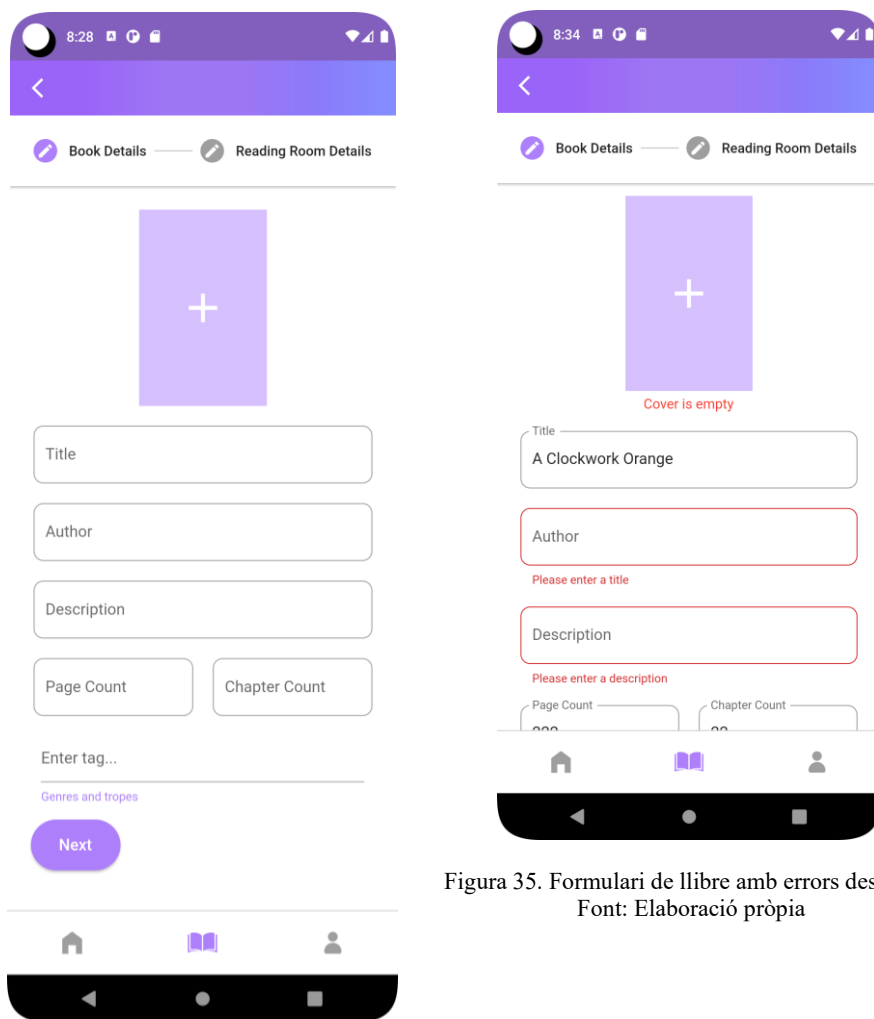 8:28
Book Details
Reading Room Details
Title
Author
Description
Page Count
Chapter Count
Enter tag...
Genres and tropes
Next
8:34
Book Details
Reading Room Details
Cover is empty
Title
A Clockwork Orange
Author
Please enter a title
Description
Please enter a description
Page Count
Chapter Count
Figura 35. Formulari de llibre amb errors des
Font: Elaboració pròpia